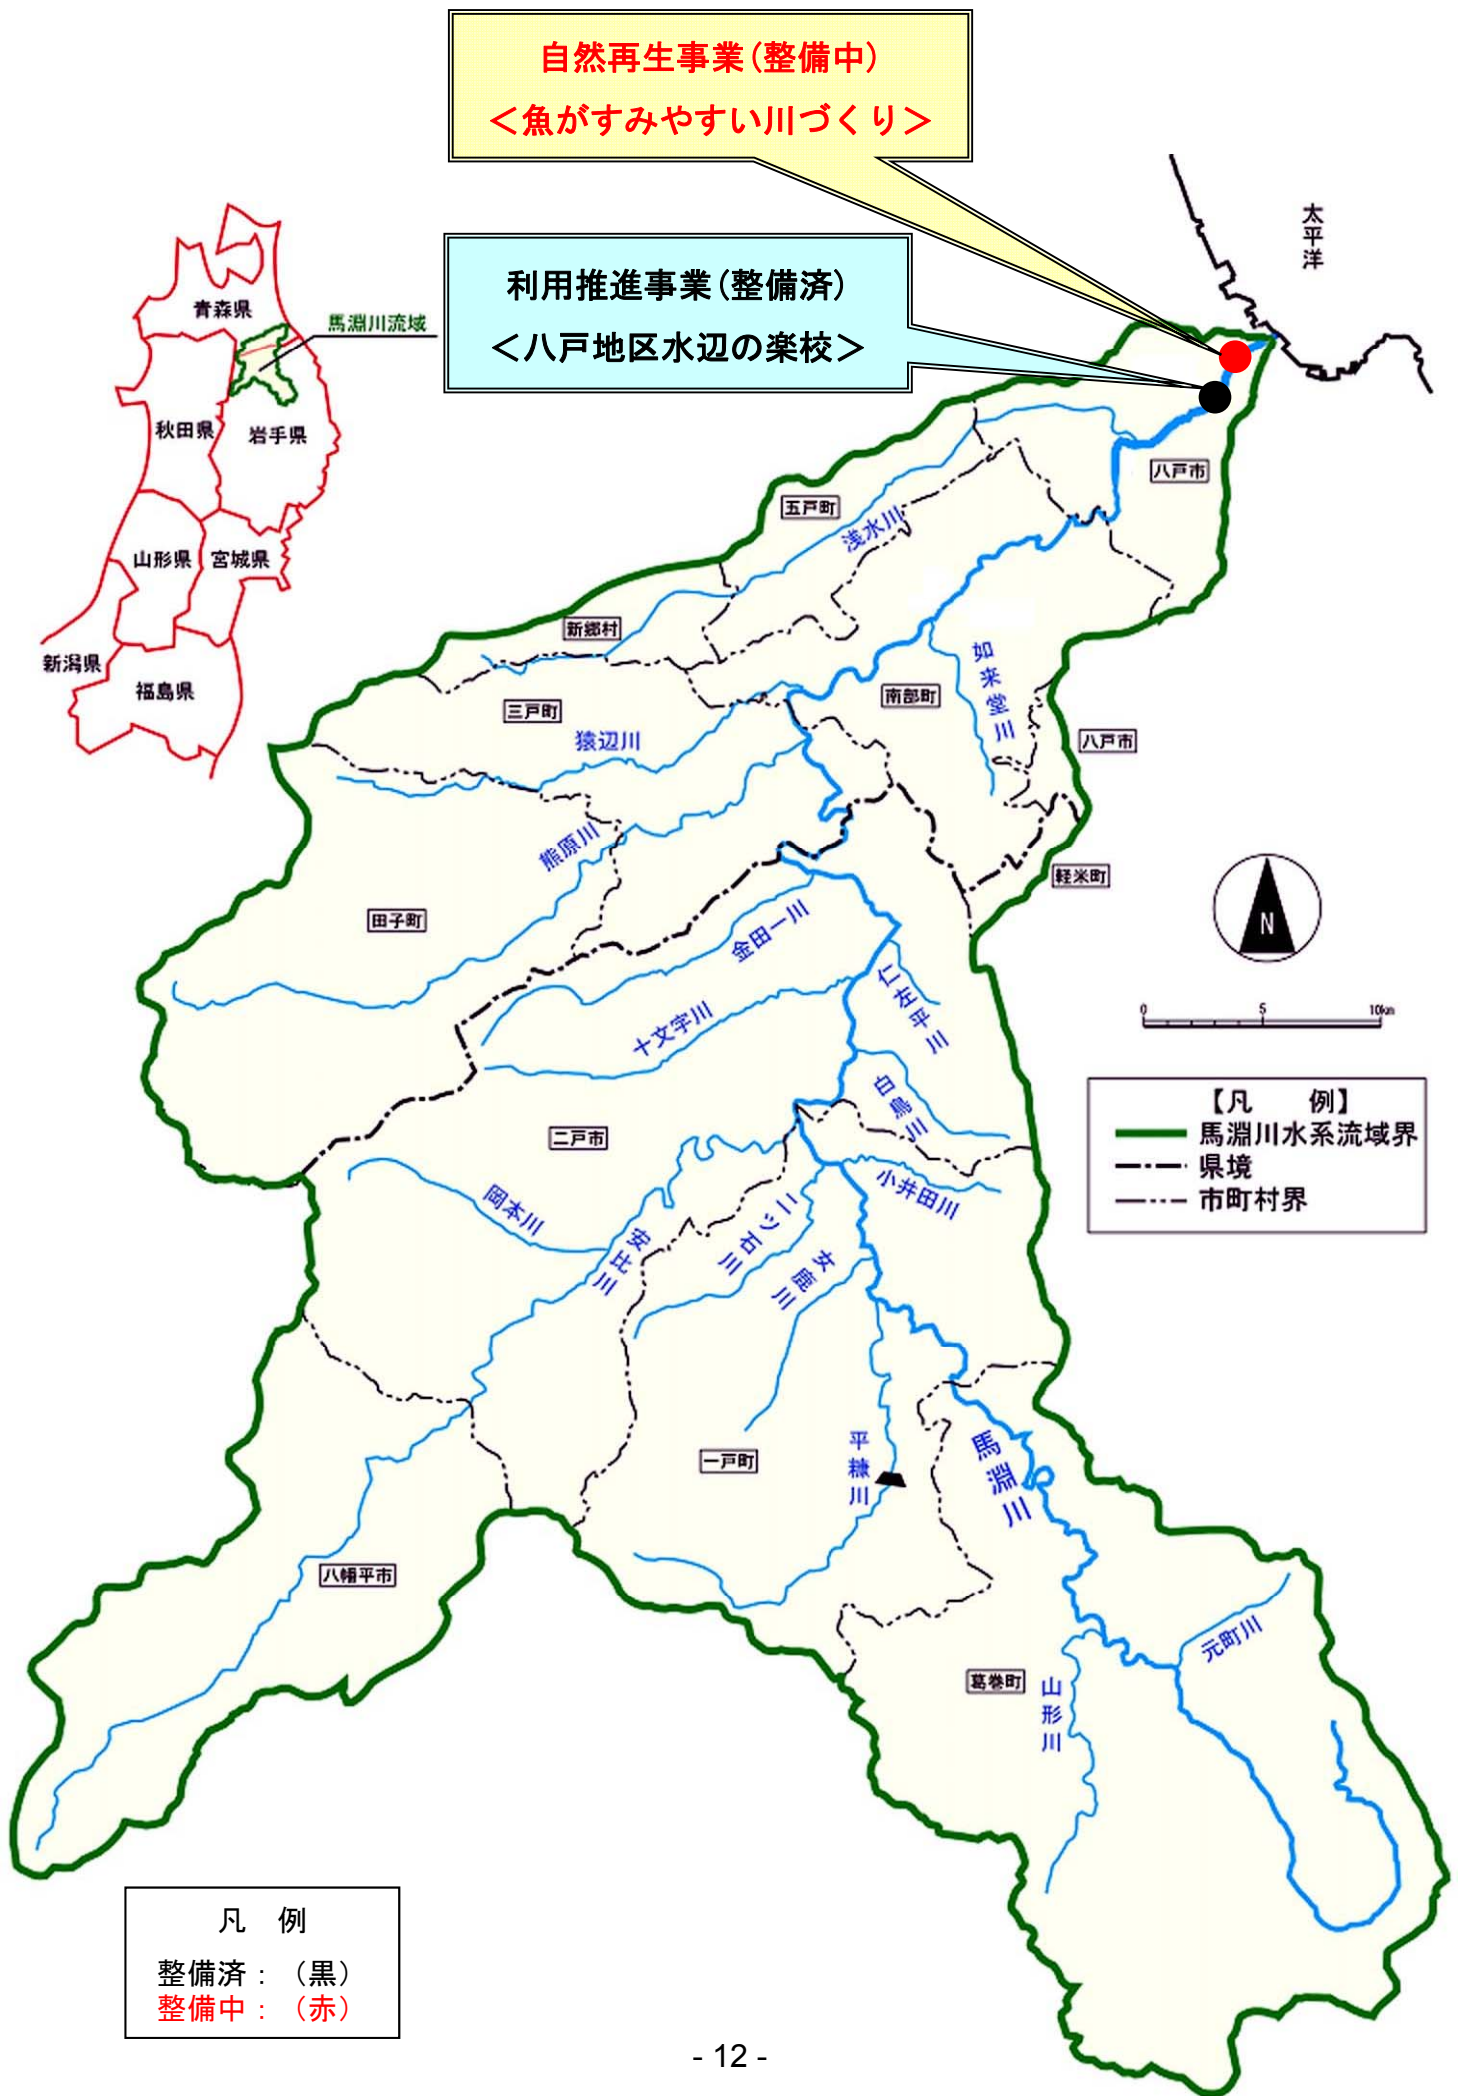 自然再生事業(整備中)
＜魚がすみやすい川づくり＞
利用推進事業(整備済)
＜八戸地区水辺の楽校＞
太平洋
青森県
馬淵川流域
秋田県
岩手県
山形県
宮城県
新潟県
福島県
八戸市
五戸町
浅水川
新郷村
三戸町
南部町
如来堂川
猿辺川
八戸市
熊原川
軽米町
田子町
金田一川
仁左平川
十文字川
白鳥川
二戸市
小井田川
岡本川
安比川
二ツ石川
女鹿川
一戸町
平糠川
馬淵川
八幡平市
元町川
葛巻町
山形川
N
0 5 10km
【凡 例】
馬淵川水系流域界
県境
市町村界
凡 例
整備済：（黒）
整備中：（赤）
- 12 -